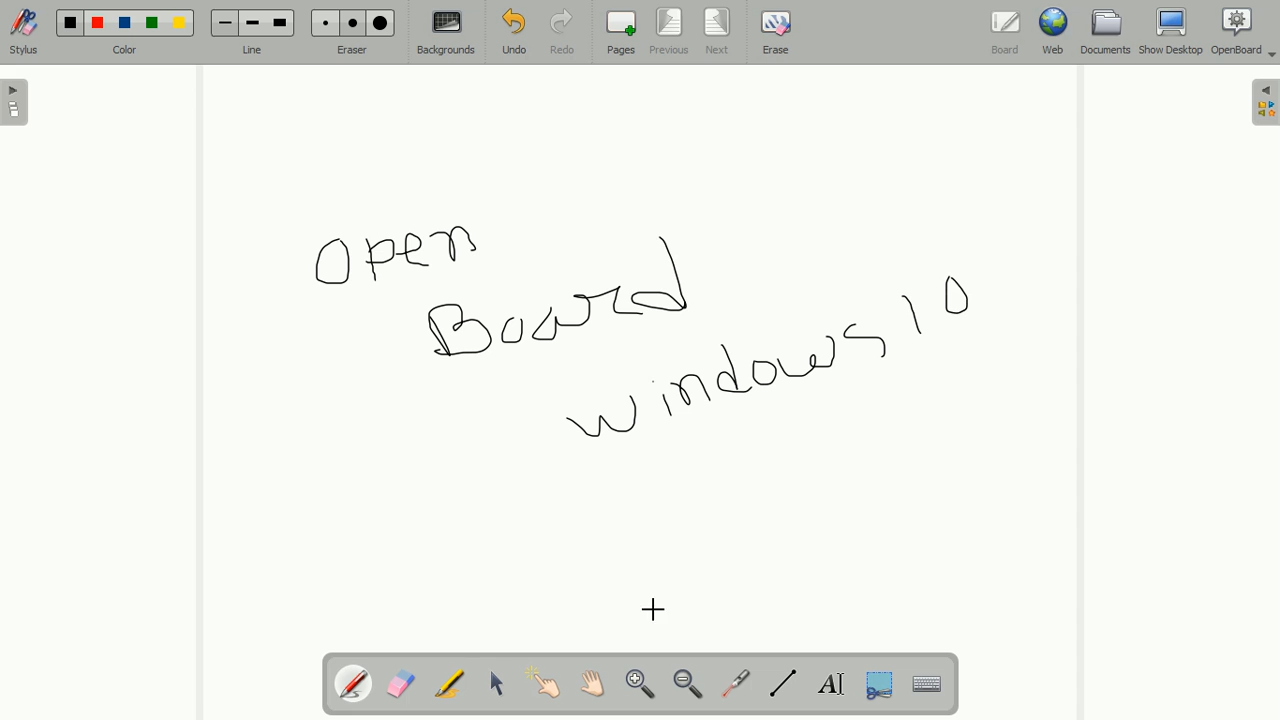 Stylus Color Line Eraser Backgrounds Undo Redo Pages Previous Next Erase Board Web Documents Show Desktop OpenBoard
Open
Board
Windows 10
AI